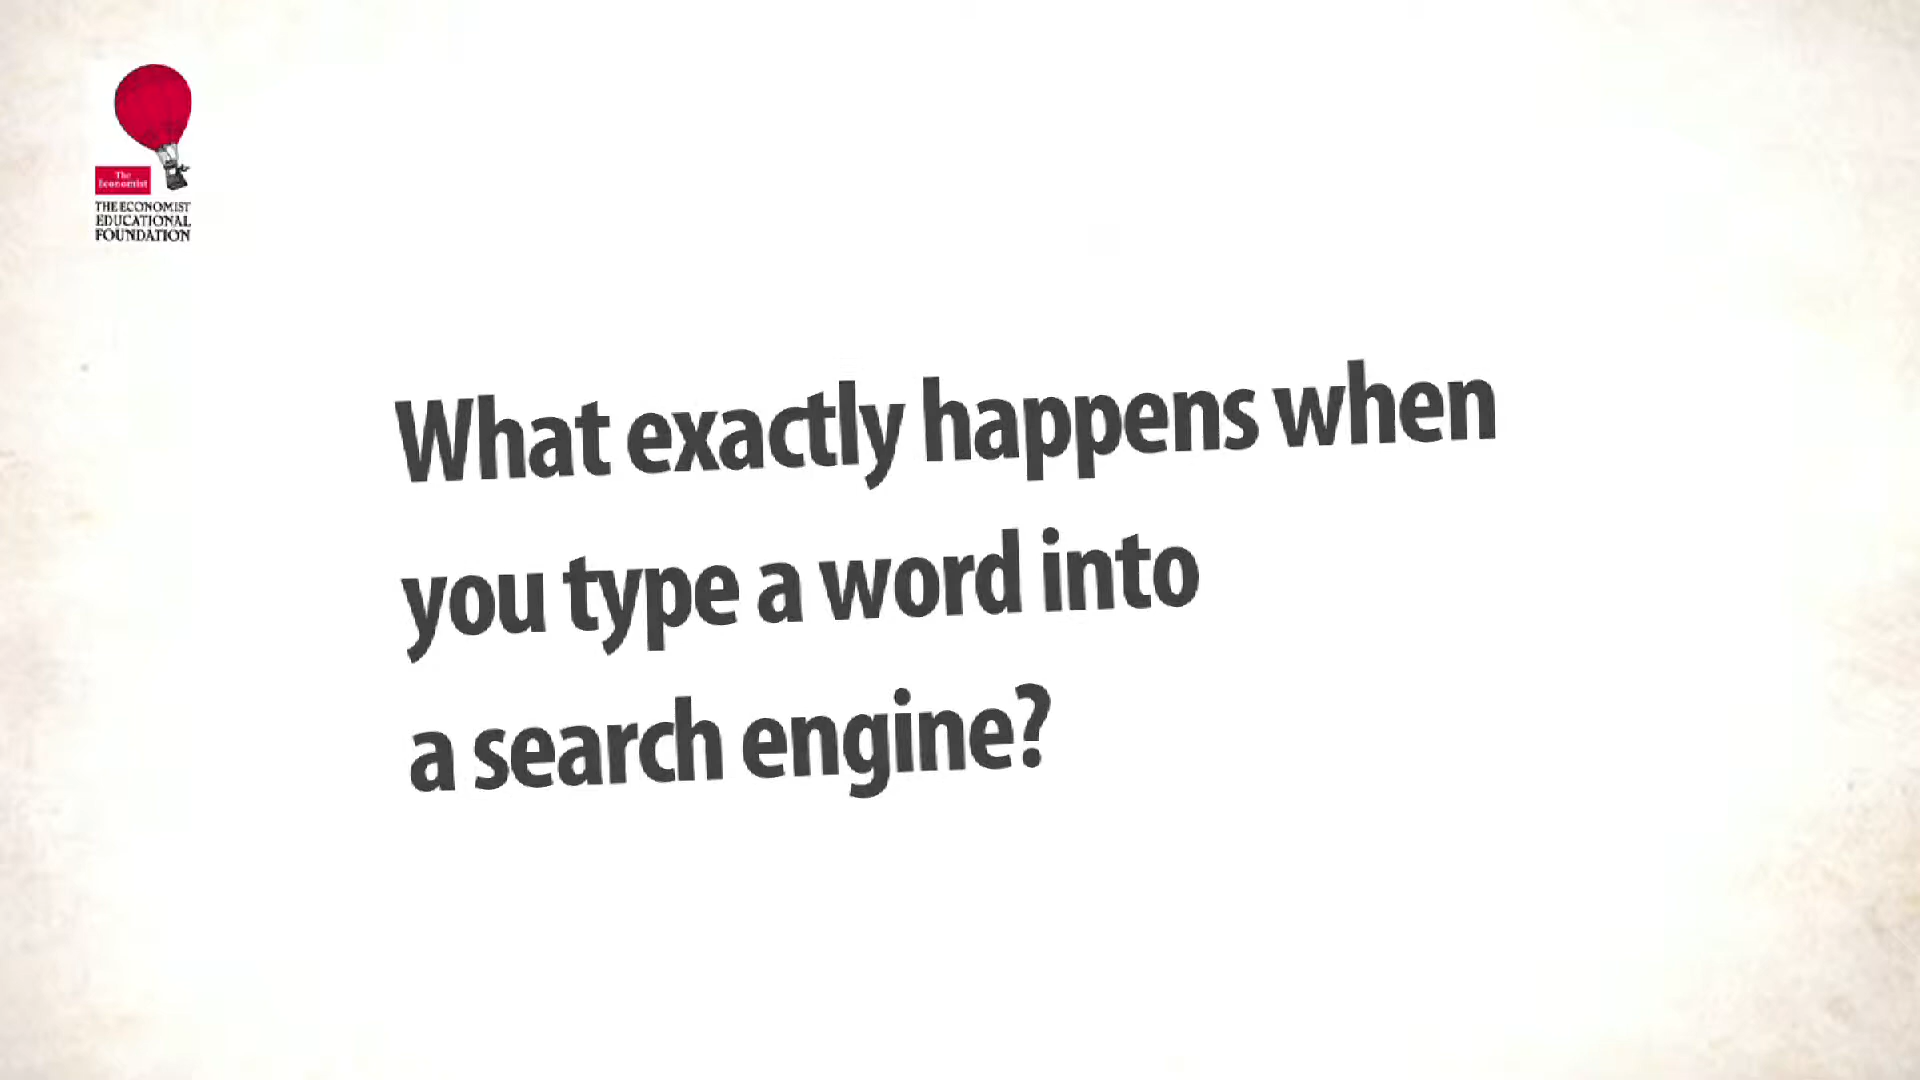 The
Economist
THE ECONOMIST
EDUCATIONAL
FOUNDATION
What exactly happens when
you type a word into
a search engine?